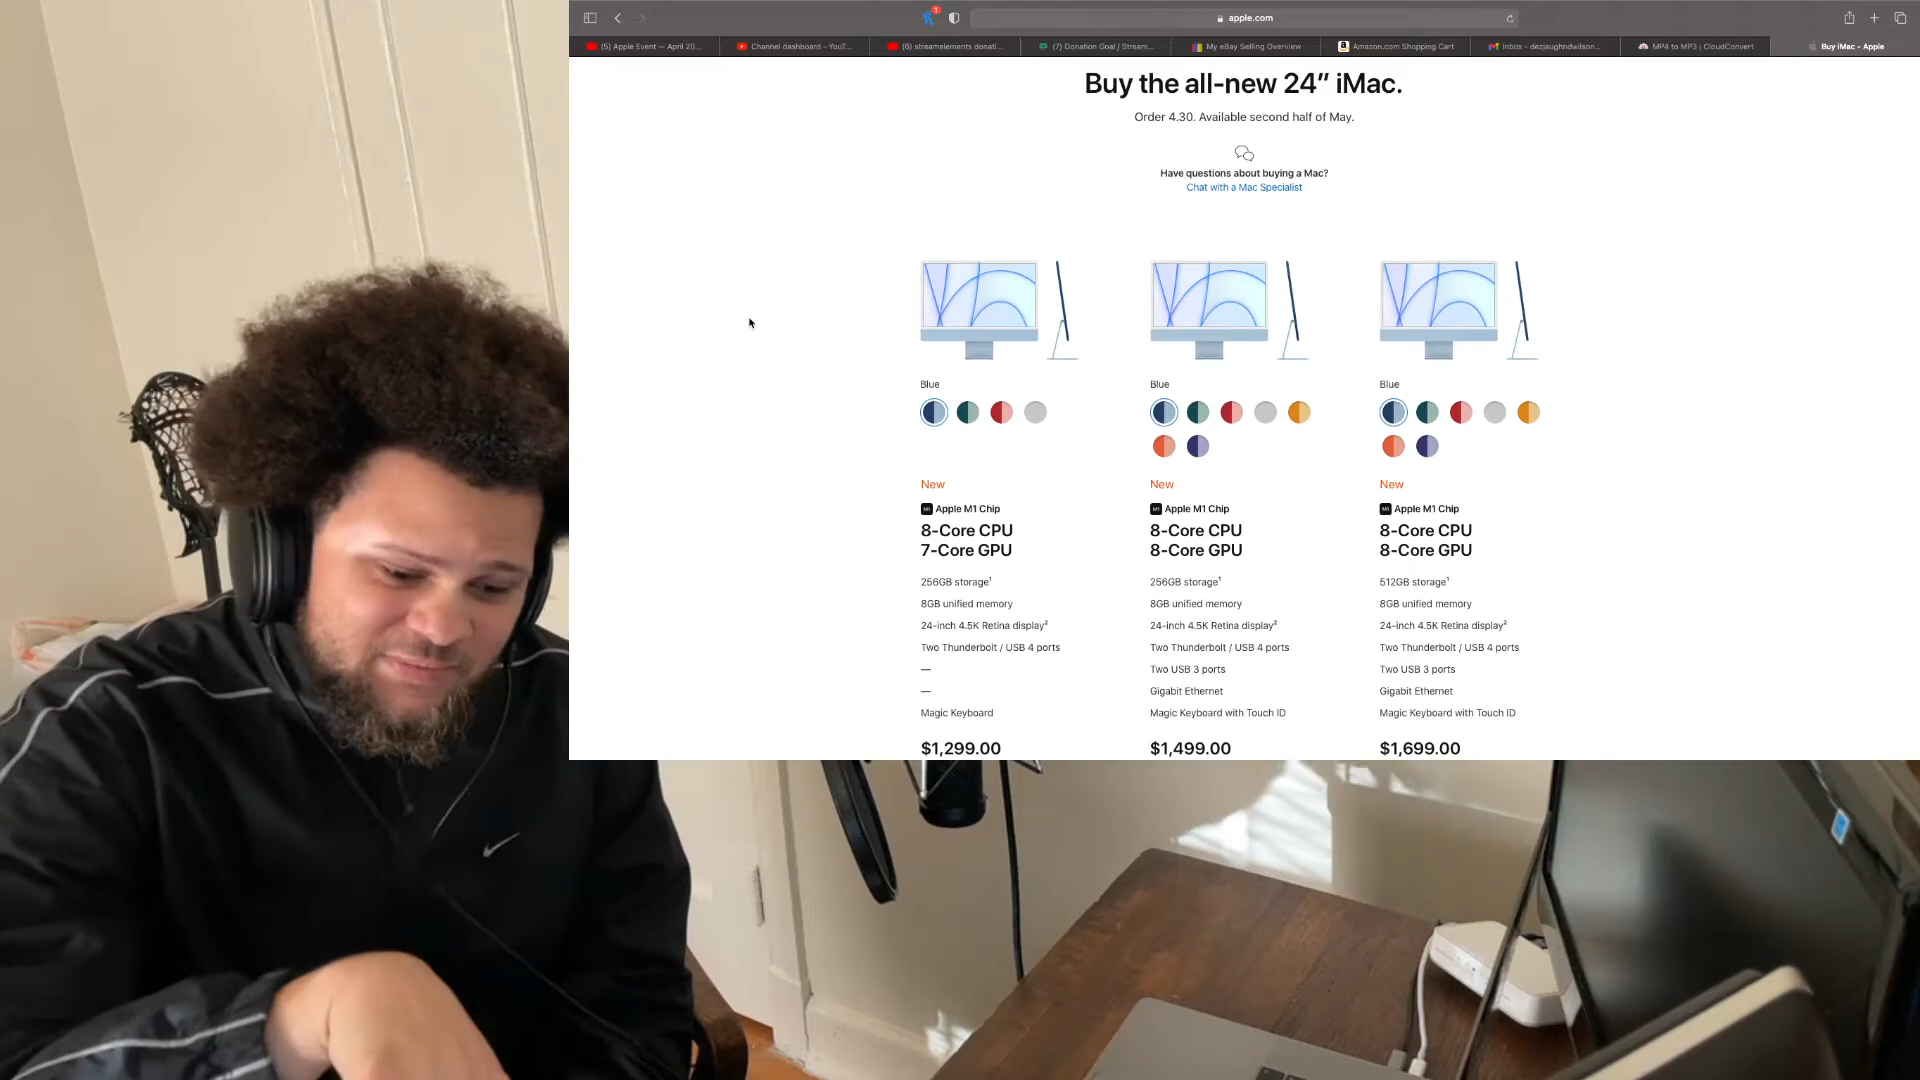 apple.com
(5) Apple Event — April 20...
Channel dashboard - YouT...
(6) streamelements donati...
(7) Donation Goal / Stream...
My eBay Selling Overview
Amazon.com Shopping Cart
Inbox - dezjaughndwilson...
MP4 to MP3 | CloudConvert
Buy iMac - Apple
Buy the all-new 24″ iMac.
Order 4.30. Available second half of May.
Have questions about buying a Mac?
Chat with a Mac Specialist
Blue
Blue
Blue
New
New
New
Apple M1 Chip
Apple M1 Chip
Apple M1 Chip
8-Core CPU
8-Core CPU
8-Core CPU
7-Core GPU
8-Core GPU
8-Core GPU
256GB storage¹
256GB storage¹
512GB storage¹
8GB unified memory
8GB unified memory
8GB unified memory
24-inch 4.5K Retina display²
24-inch 4.5K Retina display²
24-inch 4.5K Retina display²
Two Thunderbolt / USB 4 ports
Two Thunderbolt / USB 4 ports
Two Thunderbolt / USB 4 ports
—
Two USB 3 ports
Two USB 3 ports
—
Gigabit Ethernet
Gigabit Ethernet
Magic Keyboard
Magic Keyboard with Touch ID
Magic Keyboard with Touch ID
$1,299.00
$1,499.00
$1,699.00